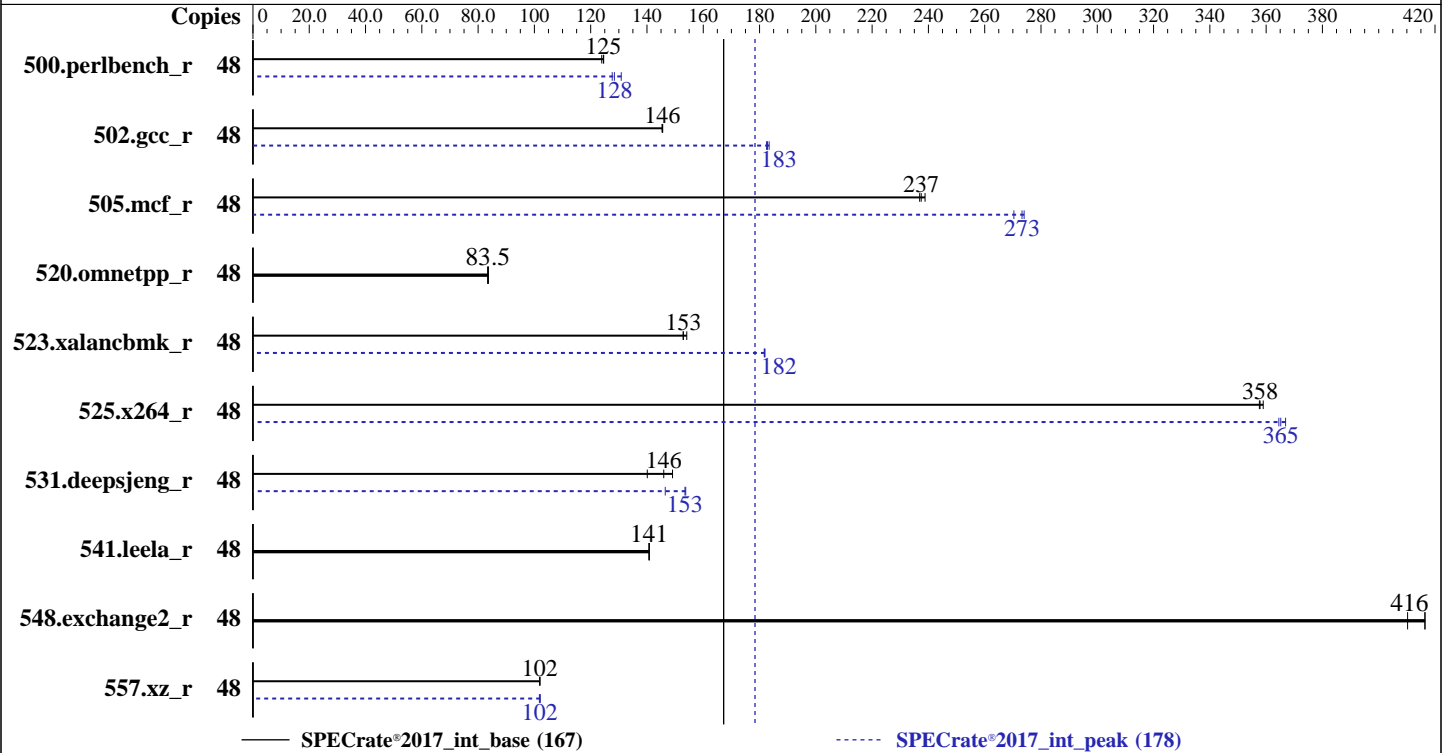 Copies 0 20.0 40.0 60.0 80.0 100 120 140 160 180 200 220 240 260 280 300 320 340 360 380 420
125
500.perlbench_r 48
128
146
502.gcc_r 48
183
237
505.mcf_r 48
273
83.5
520.omnetpp_r 48
153
523.xalancbmk_r 48
182
358
525.x264_r 48
365
146
531.deepsjeng_r 48
153
141
541.leela_r 48
416
548.exchange2_r 48
102
557.xz_r 48
102
SPECrate®2017_int_base (167) SPECrate®2017_int_peak (178)